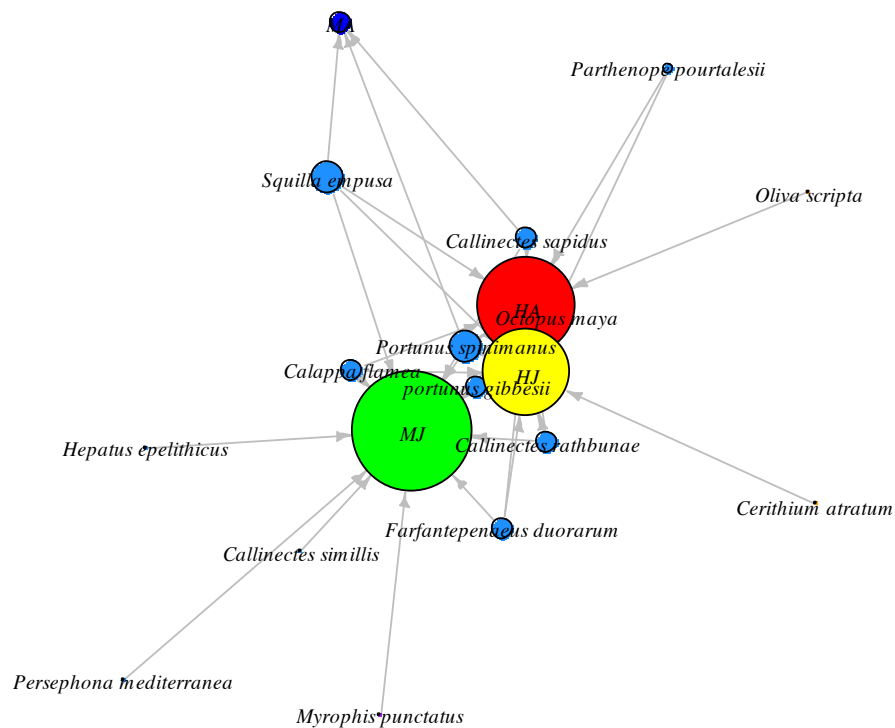 MA
Parthenope pourtalesii
Squilla empusa
Oliva scripta
Callinectes sapidus
HA
Octopus maya
Portunus spinimanus
Calappa flamea
HJ
portunus gibbesii
MJ
Callinectes rathbunae
Hepatus epelithicus
Cerithium atratum
Farfantepenaeus duorarum
Callinectes simillis
Persephona mediterranea
Myrophis punctatus